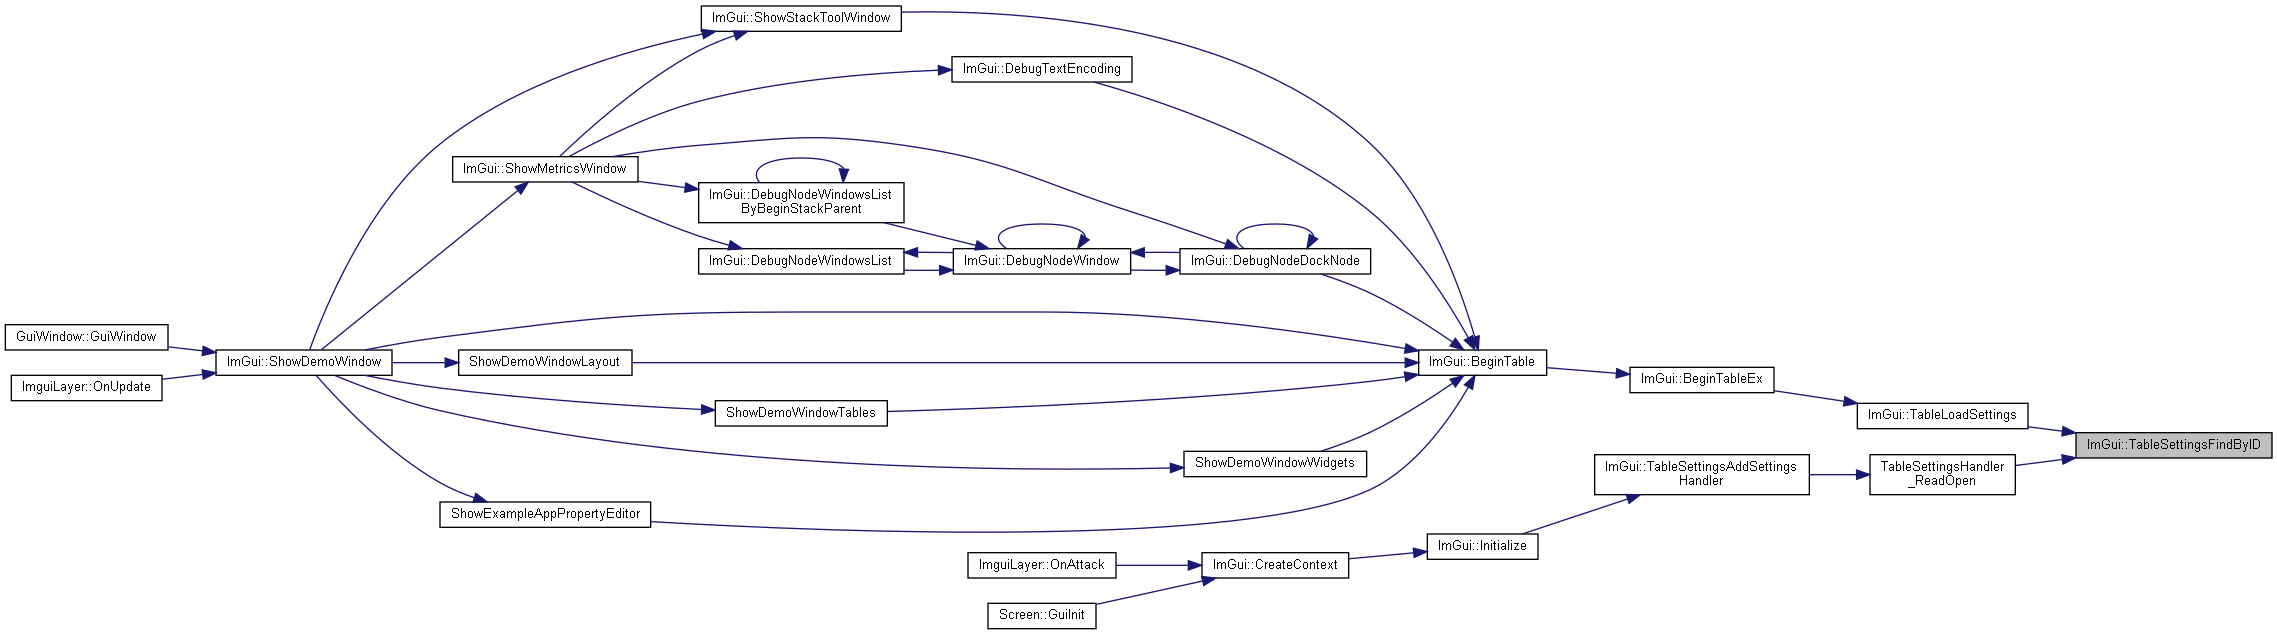 ImGui::ShowStackToolWindow
ImGui::DebugTextEncoding
ImGui::ShowMetricsWindow
ImGui::DebugNodeWindowsList
ByBeginStackParent
ImGui::DebugNodeWindowsList
ImGui::DebugNodeWindow
ImGui::DebugNodeDockNode
GuiWindow::GuiWindow
ImGui::ShowDemoWindow
ShowDemoWindowLayout
ImGui::BeginTable
ImguiLayer::OnUpdate
ImGui::BeginTableEx
ShowDemoWindowTables
ImGui::TableLoadSettings
ImGui::TableSettingsFindByID
ShowDemoWindowWidgets
ImGui::TableSettingsAddSettings
Handler
TableSettingsHandler
_ReadOpen
ShowExampleAppPropertyEditor
ImGui::Initialize
ImguiLayer::OnAttack
ImGui::CreateContext
Screen::GuiInit